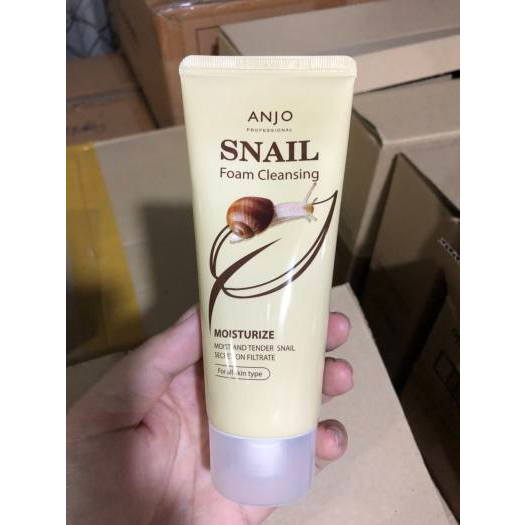 ANJO
PROFESSIONAL
SNAIL
Foam Cleansing
MOISTURIZE
MOIST AND TENDER SNAIL
SECRETION FILTRATE
For all skin type